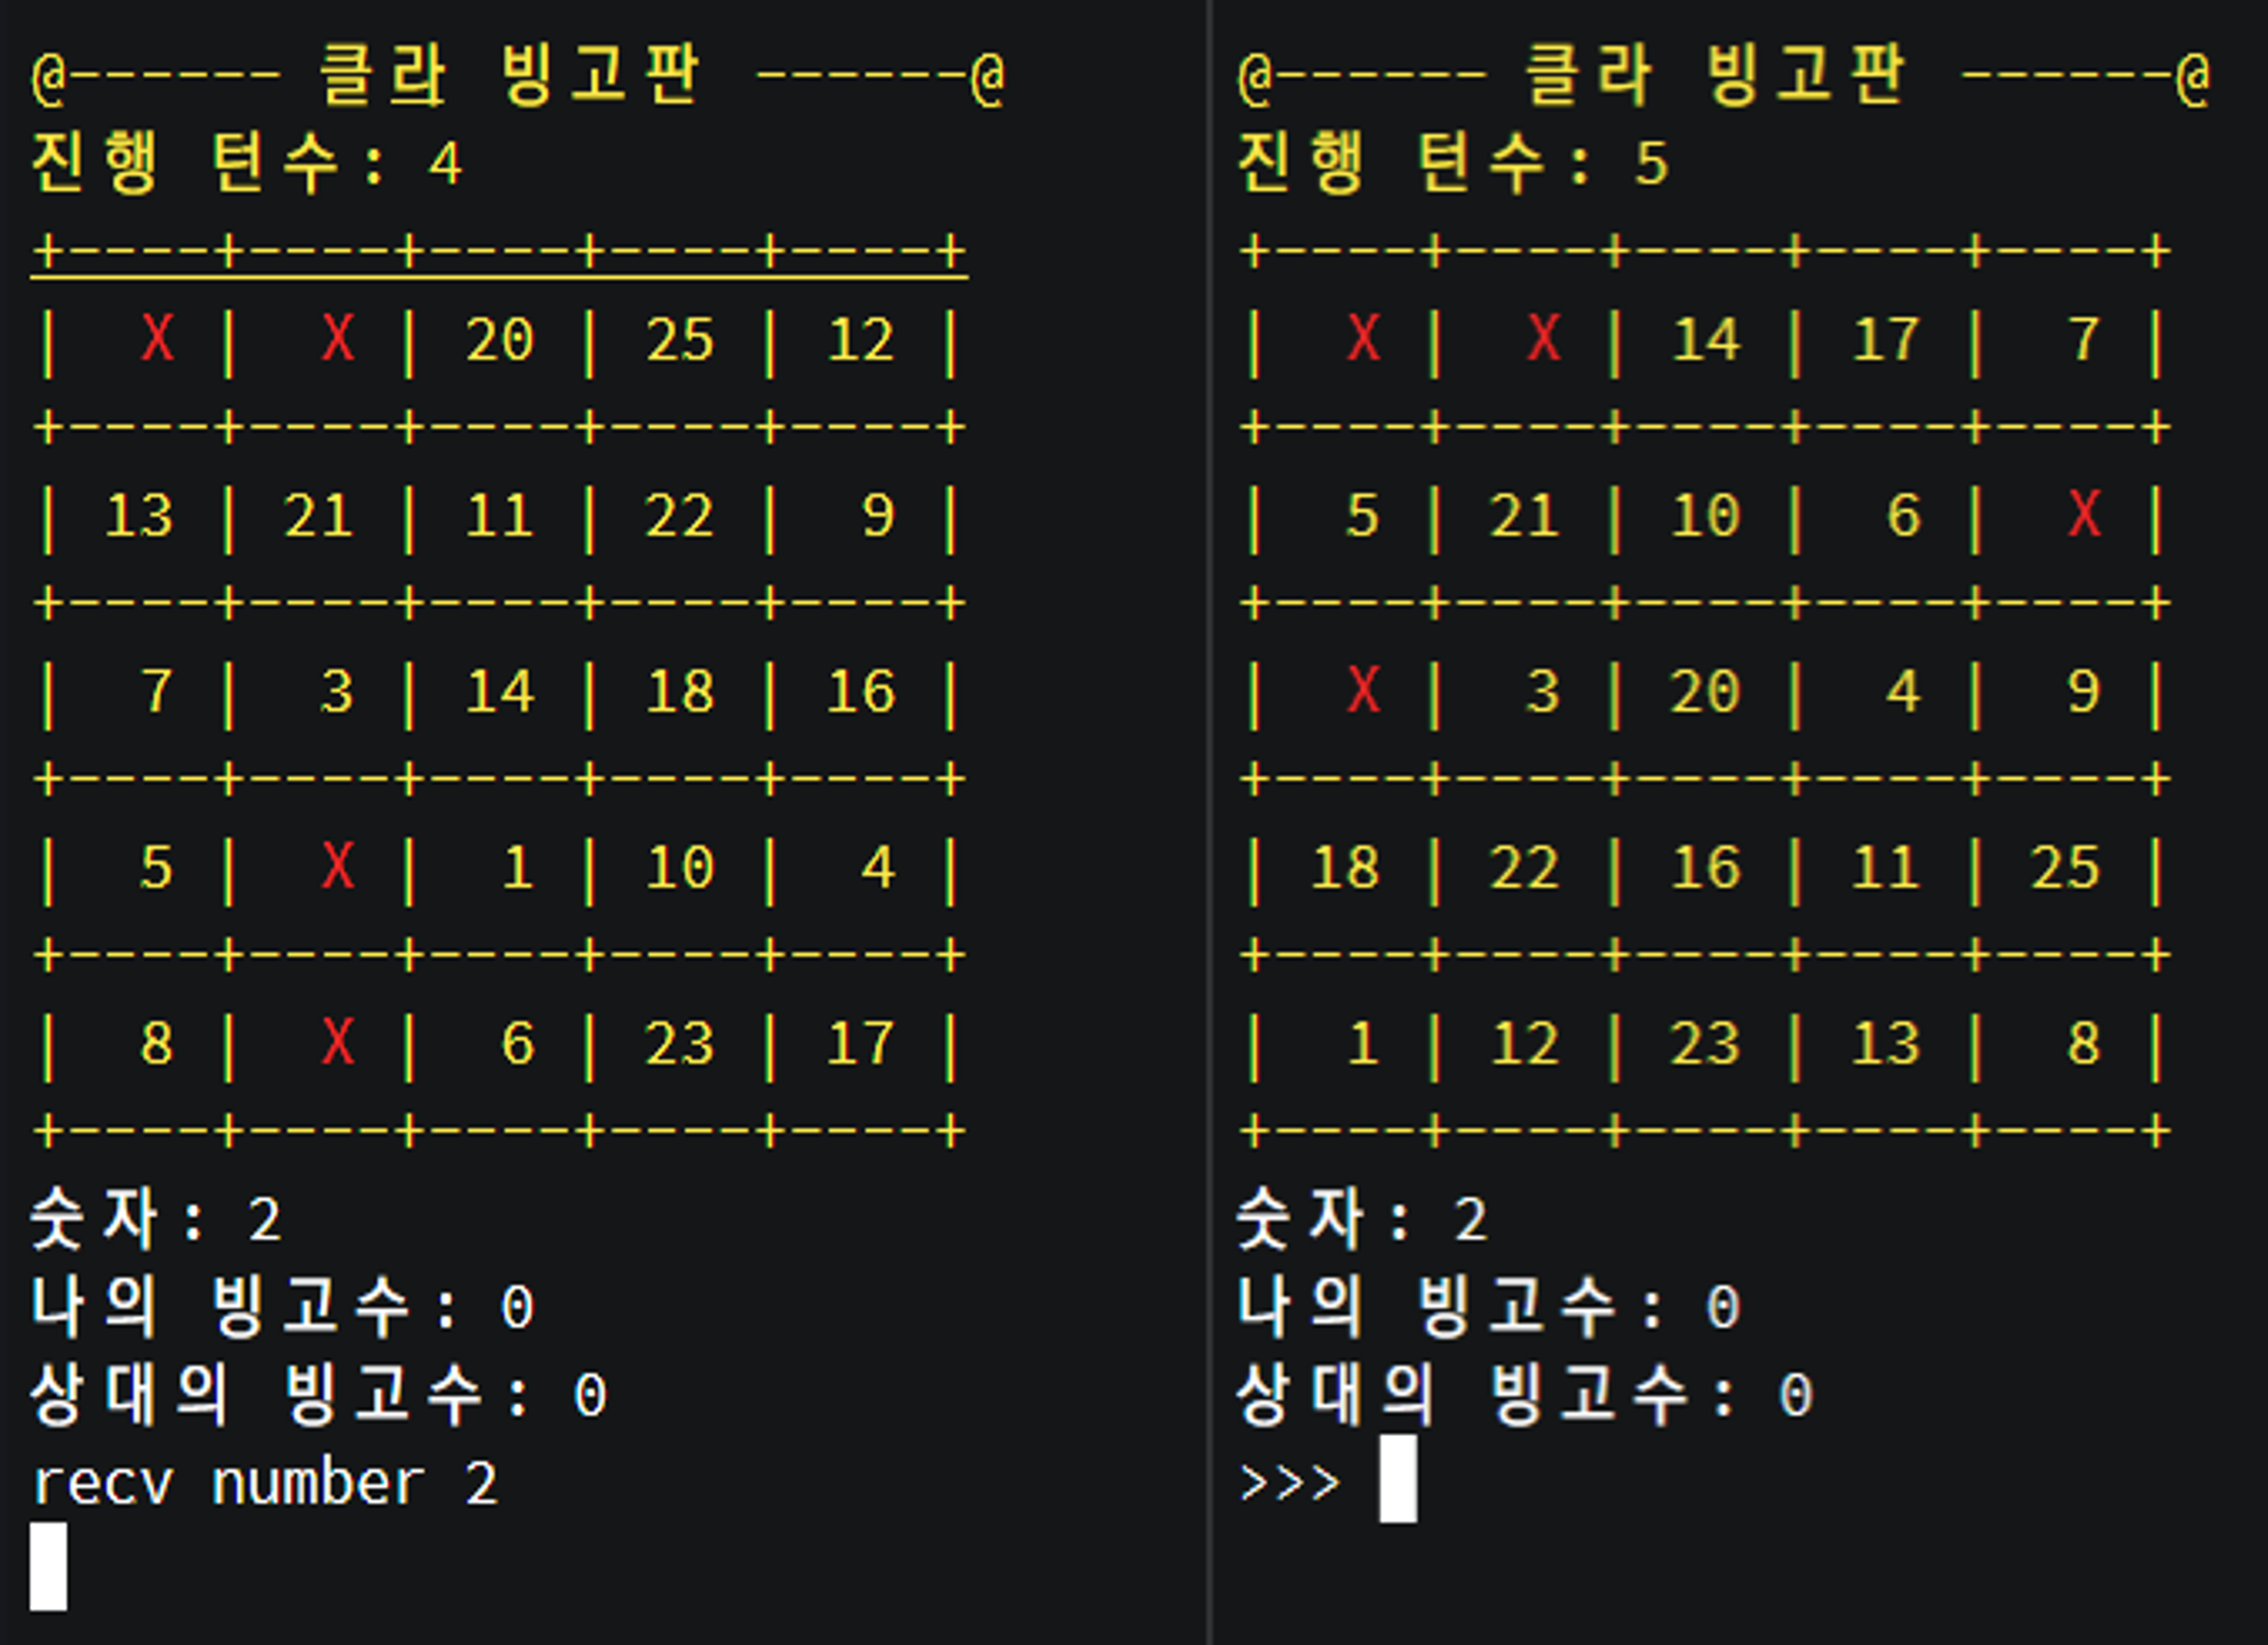 @------ 클라 빙고판 ------@
진행 턴수: 4
+----+----+----+----+----+
|  X |  X | 20 | 25 | 12 |
+----+----+----+----+----+
| 13 | 21 | 11 | 22 |  9 |
+----+----+----+----+----+
|  7 |  3 | 14 | 18 | 16 |
+----+----+----+----+----+
|  5 |  X |  1 | 10 |  4 |
+----+----+----+----+----+
|  8 |  X |  6 | 23 | 17 |
+----+----+----+----+----+
숫자: 2
나의 빙고수: 0
상대의 빙고수: 0
recv number 2
@------ 클라 빙고판 ------@
진행 턴수: 5
+----+----+----+----+----+
|  X |  X | 14 | 17 |  7 |
+----+----+----+----+----+
|  5 | 21 | 10 |  6 |  X |
+----+----+----+----+----+
|  X |  3 | 20 |  4 |  9 |
+----+----+----+----+----+
| 18 | 22 | 16 | 11 | 25 |
+----+----+----+----+----+
|  1 | 12 | 23 | 13 |  8 |
+----+----+----+----+----+
숫자: 2
나의 빙고수: 0
상대의 빙고수: 0
>>>